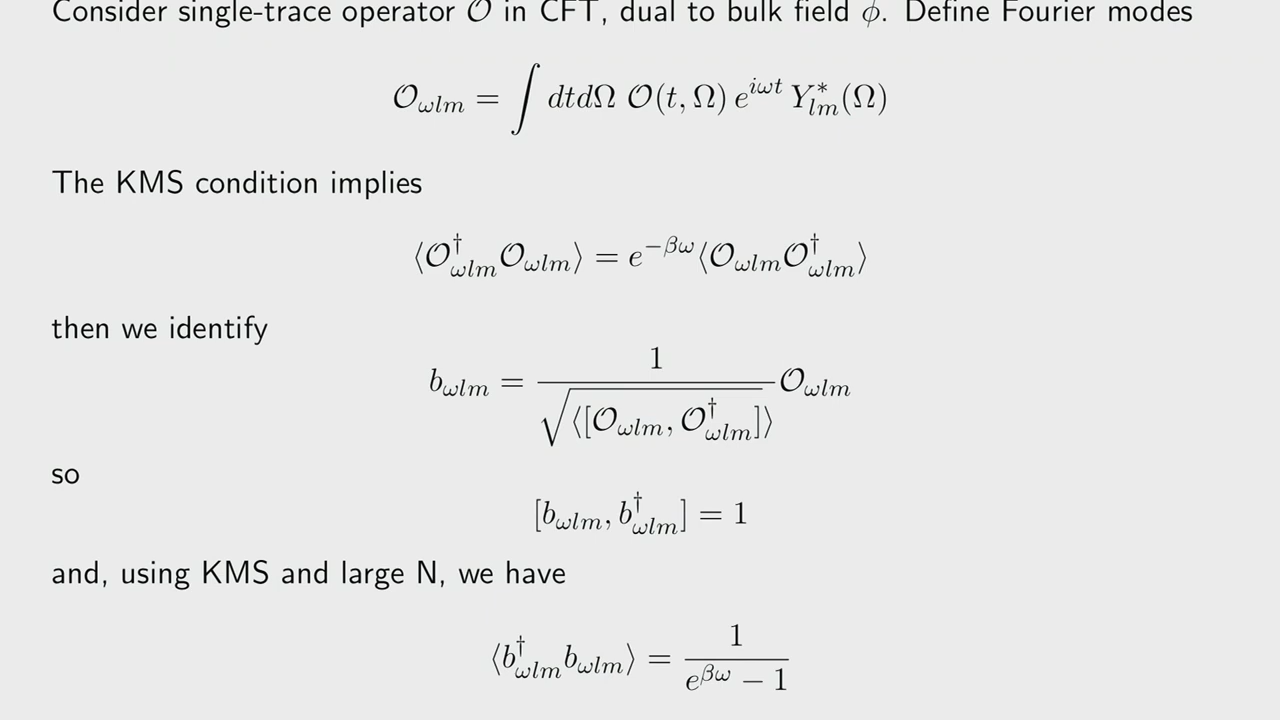 Consider single-trace operator 𝒪 in CFT, dual to bulk field ϕ. Define Fourier modes
𝒪_{ωlm} = ∫ dtdΩ 𝒪(t, Ω) e^{iωt} Y^*_{lm}(Ω)
The KMS condition implies
⟨𝒪^†_{ωlm} 𝒪_{ωlm}⟩ = e^{−βω}⟨𝒪_{ωlm} 𝒪^†_{ωlm}⟩
then we identify
b_{ωlm} = \frac{1}{\sqrt{⟨[𝒪_{ωlm}, 𝒪^†_{ωlm}]⟩}} 𝒪_{ωlm}
so
[b_{ωlm}, b^†_{ωlm}] = 1
and, using KMS and large N, we have
⟨b^†_{ωlm} b_{ωlm}⟩ = \frac{1}{e^{βω} − 1}